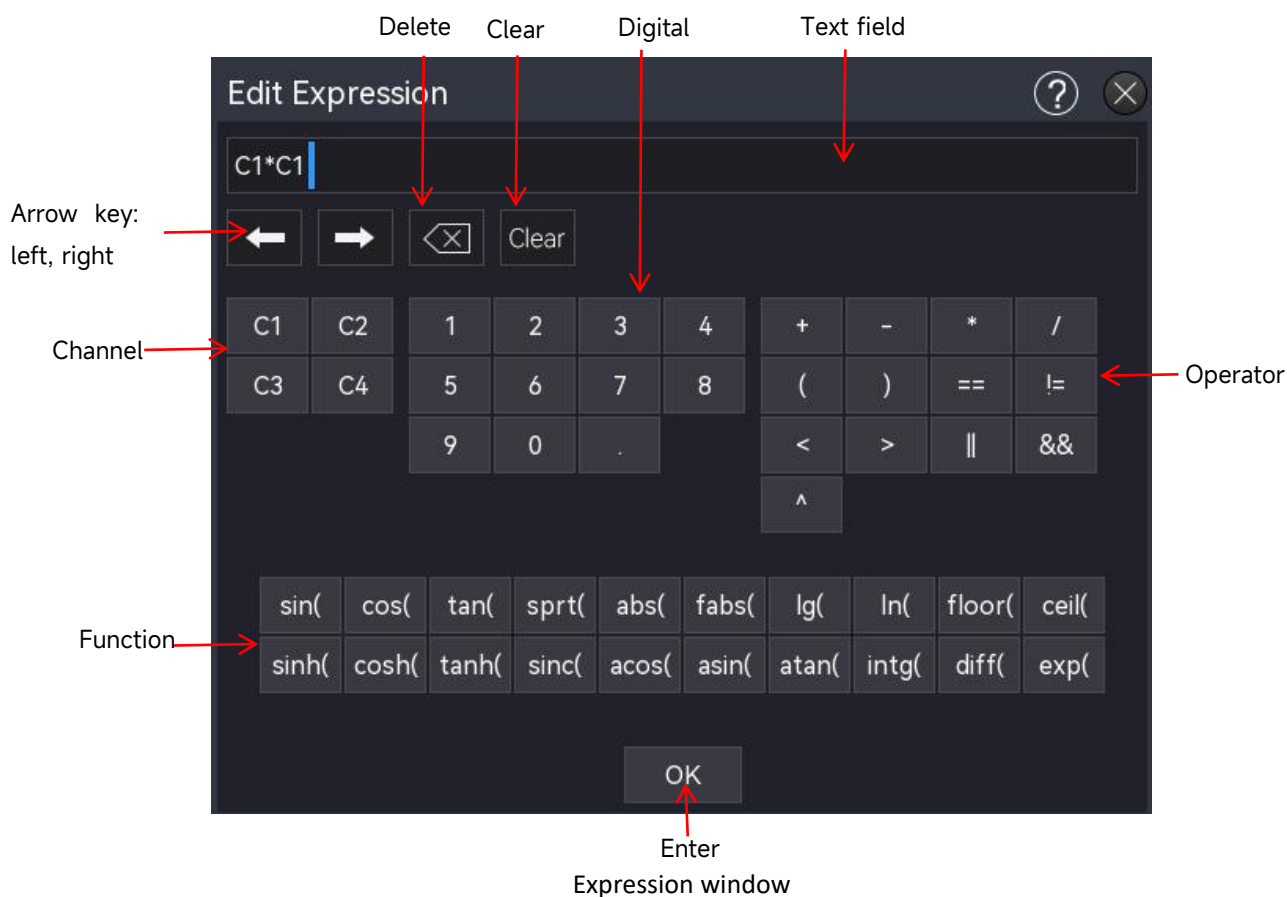 Delete Clear Digital Text field
Edit Expression ?
C1*C1
Arrow key:
left, right
Clear
C1 C2 1 2 3 4 + - * /
Channel
Operator
C3 C4 5 6 7 8 ( ) == !=
9 0 . < > || &&
^
sin( cos( tan( sprt( abs( fabs( lg( ln( floor( ceil(
Function
sinh( cosh( tanh( sinc( acos( asin( atan( intg( diff( exp(
OK
Enter
Expression window